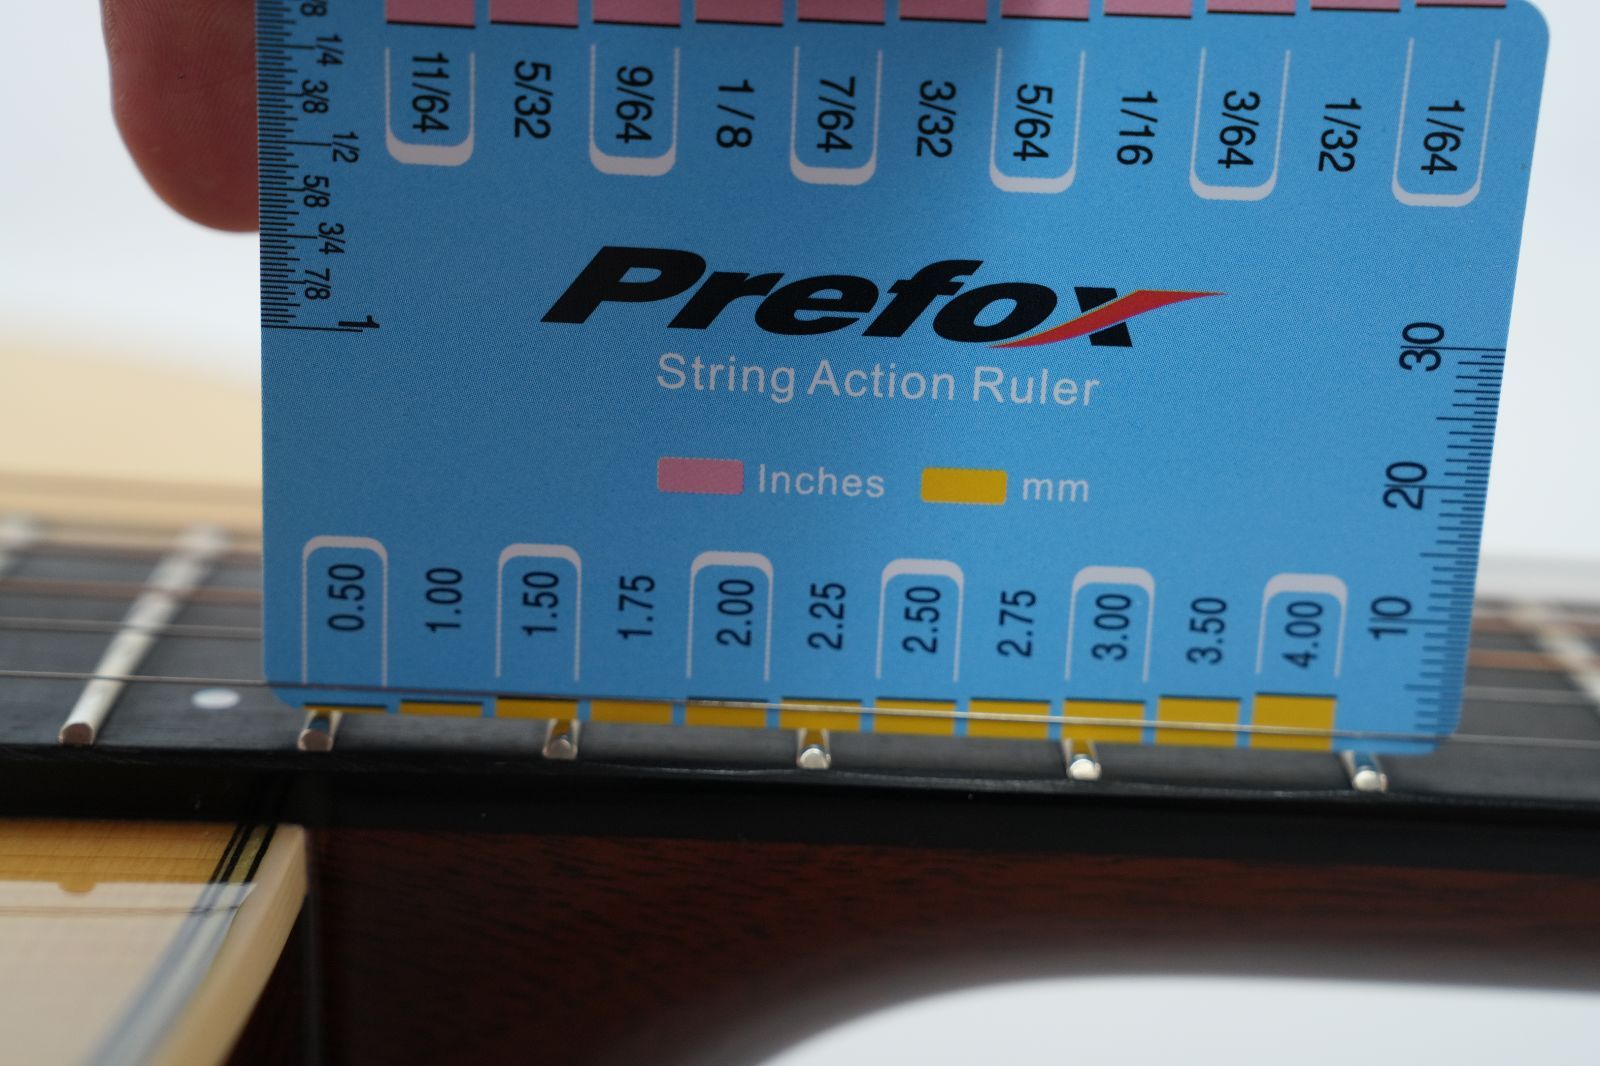 1/4 3/8 1/2 5/8 3/4 7/8 1
11/64 5/32 9/64 1/8 7/64 3/32 5/64 1/16 3/64 1/32 1/64
Prefox
String Action Ruler
Inches mm
30
20
10
0.50 1.00 1.50 1.75 2.00 2.25 2.50 2.75 3.00 3.50 4.00